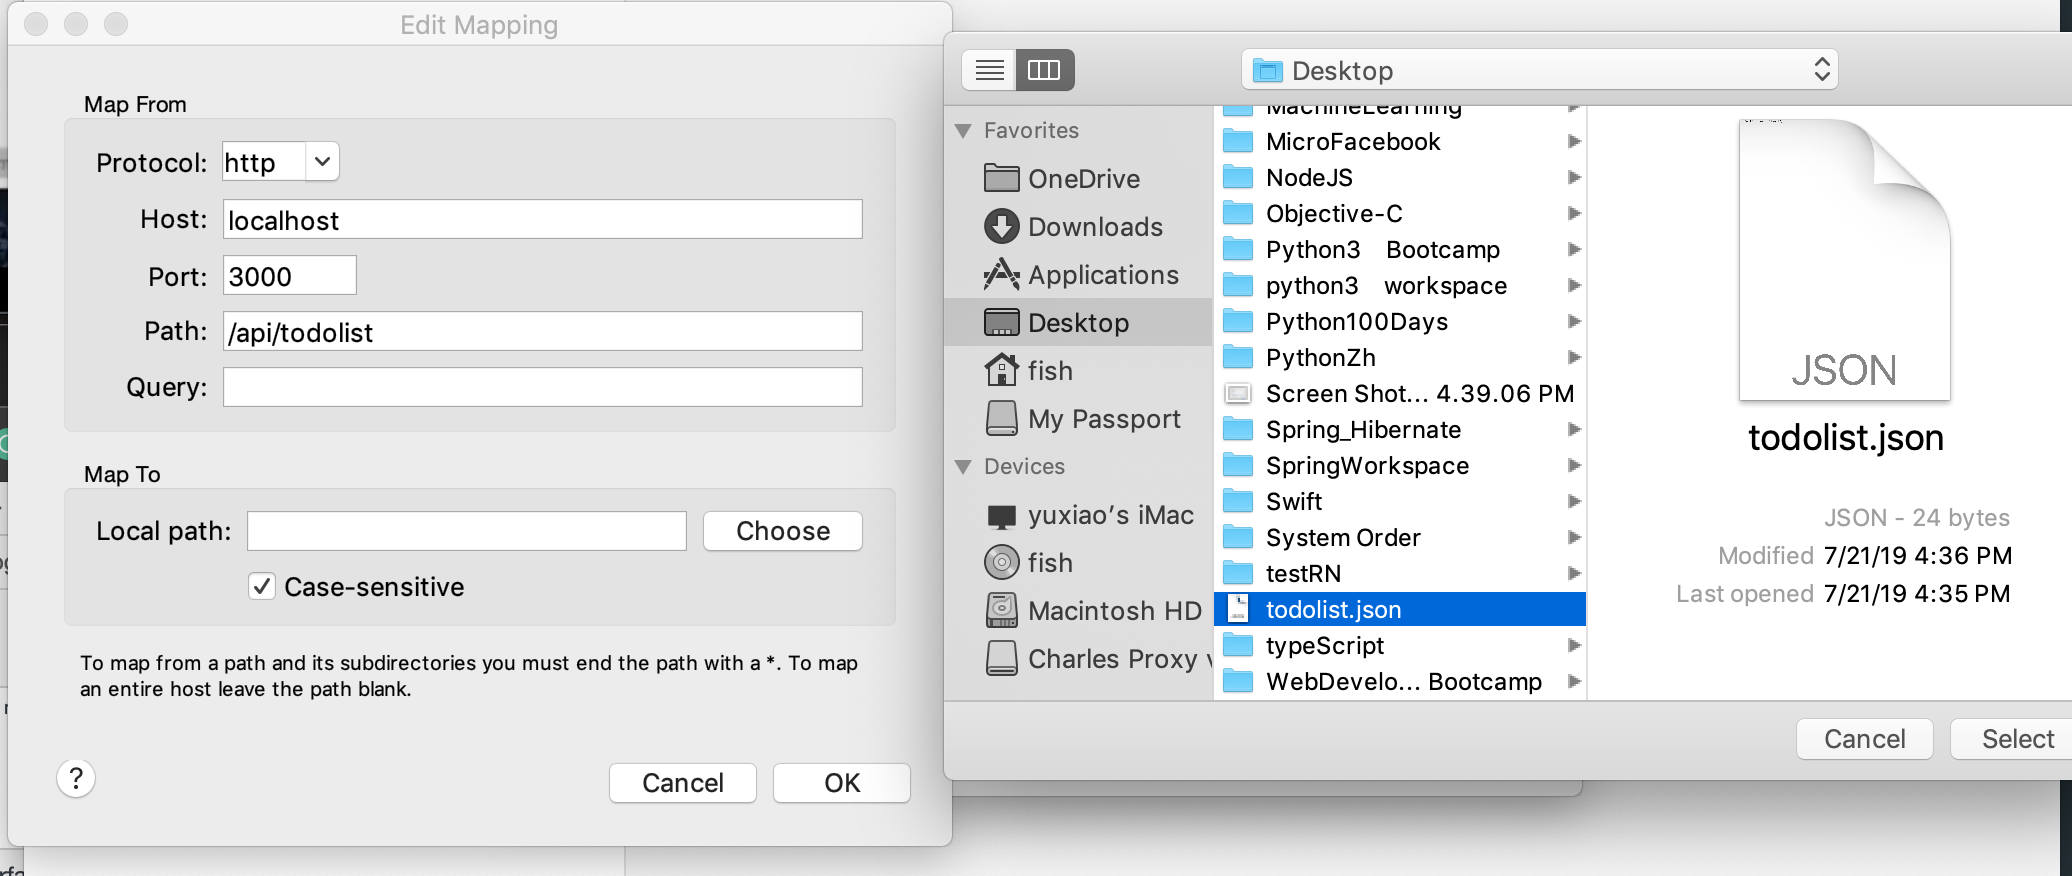 Edit Mapping
Map From
Protocol: http
Host: localhost
Port: 3000
Path: /api/todolist
Query:
Map To
Local path:
Choose
Case-sensitive
To map from a path and its subdirectories you must end the path with a *. To map
an entire host leave the path blank.
?
Cancel
OK
Desktop
Favorites
OneDrive
Downloads
Applications
Desktop
fish
My Passport
Devices
yuxiao’s iMac
fish
Macintosh HD
Charles Proxy
MachineLearning
MicroFacebook
NodeJS
Objective-C
Python3 Bootcamp
python3 workspace
Python100Days
PythonZh
Screen Shot... 4.39.06 PM
Spring_Hibernate
SpringWorkspace
Swift
System Order
testRN
todolist.json
typeScript
WebDevelo... Bootcamp
JSON
todolist.json
JSON - 24 bytes
Modified 7/21/19 4:36 PM
Last opened 7/21/19 4:35 PM
Cancel
Select